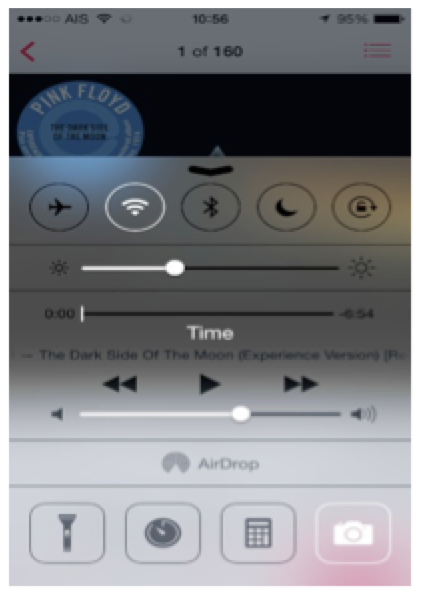 AIS 10:56 95%
1 of 160
PINK FLOYD
THE DARK SIDE
OF THE MOON
0:00 -6:54
Time
— The Dark Side Of The Moon (Experience Version) [Re
AirDrop